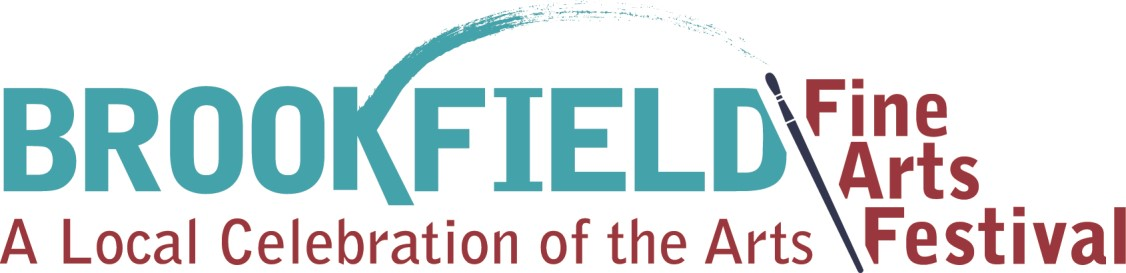 BROOKFIELD
Fine
Arts
Festival
A Local Celebration of the Arts